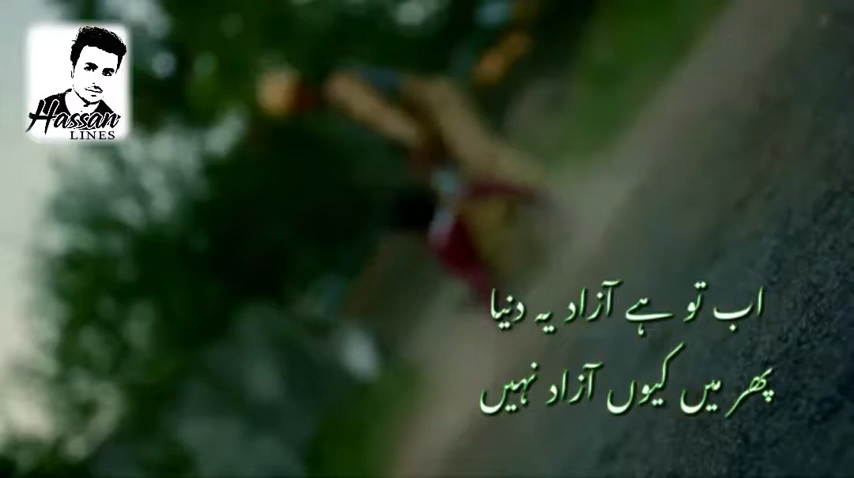 Hassan
LINES
اب تو ہے آزاد یہ دنیا
پھر میں کیوں آزاد نہیں